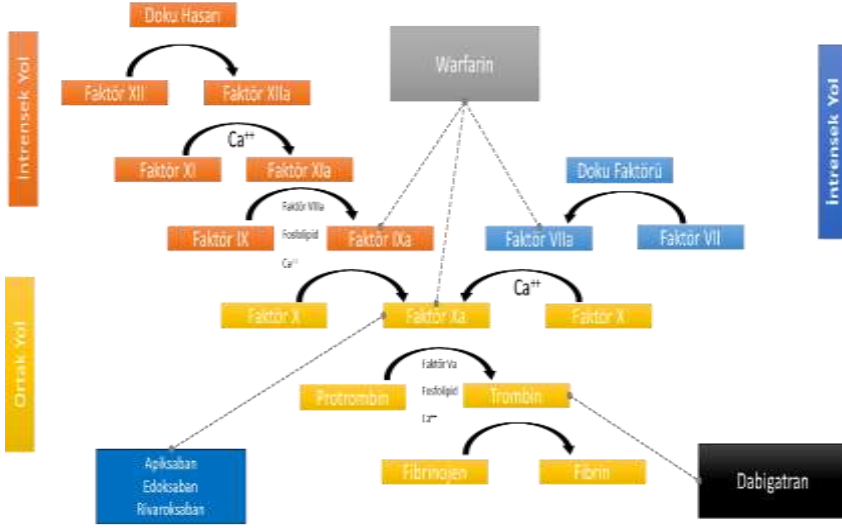 Doku Hasarı
İntrensek Yol
Warfarin
İntrensek Yol
Faktör XII
Faktör XIIa
Ca⁺⁺
Faktör XI
Faktör XIa
Doku Faktörü
Faktör VIIIa
Fosfolipid
Ca⁺⁺
Faktör IX
Faktör IXa
Faktör VIIa
Faktör VII
Ortak Yol
Ca⁺⁺
Faktör X
Faktör Xa
Faktör X
Faktör Va
Fosfolipid
Ca⁺⁺
Protrombin
Trombin
Apiksaban
Edoksaban
Rivaroksaban
Fibrinojen
Fibrin
Dabigatran